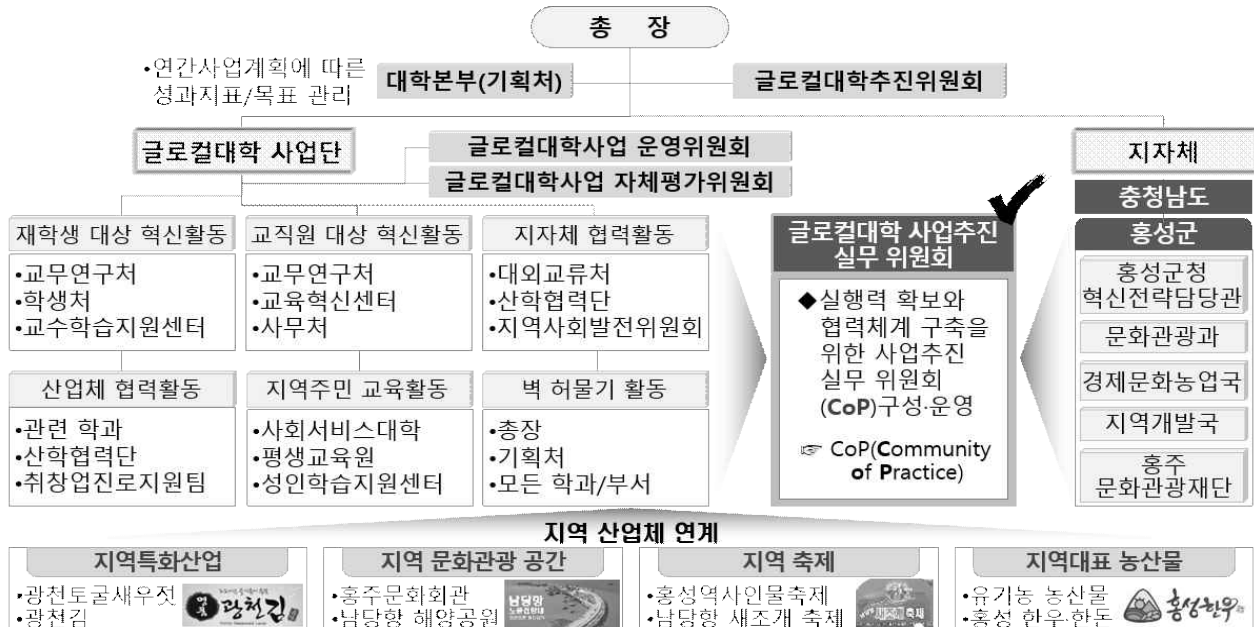 총 장
•연간사업계획에 따른
성과지표/목표 관리
대학본부(기획처)
글로컬대학추진위원회
글로컬대학 사업단
글로컬대학사업 운영위원회
글로컬대학사업 자체평가위원회
지자체
충청남도
홍성군
홍성군청
혁신전략담당관
문화관광과
경제문화농업국
지역개발국
홍주
문화관광재단
재학생 대상 혁신활동
•교무연구처
•학생처
•교수학습지원센터
교직원 대상 혁신활동
•교무연구처
•교육혁신센터
•사무처
지자체 협력활동
•대외교류처
•산학협력단
•지역사회발전위원회
산업체 협력활동
•관련 학과
•산학협력단
•취창업진로지원팀
지역주민 교육활동
•사회서비스대학
•평생교육원
•성인학습지원센터
벽 허물기 활동
•총장
•기획처
•모든 학과/부서
글로컬대학 사업추진
실무 위원회
◆실행력 확보와
협력체계 구축을
위한 사업추진
실무 위원회
(CoP)구성·운영
☞ CoP(Community
of Practice)
지역 산업체 연계
지역특화산업
•광천토굴새우젓
•광천김
광천김
지역 문화관광 공간
•홍주문화회관
•남당항 해양공원
남당항
지역 축제
•홍성역사인물축제
•남당항 새조개 축제
새조개축제
지역대표 농산물
•유기농 농산물
•홍성 한우·한돈
홍성한우